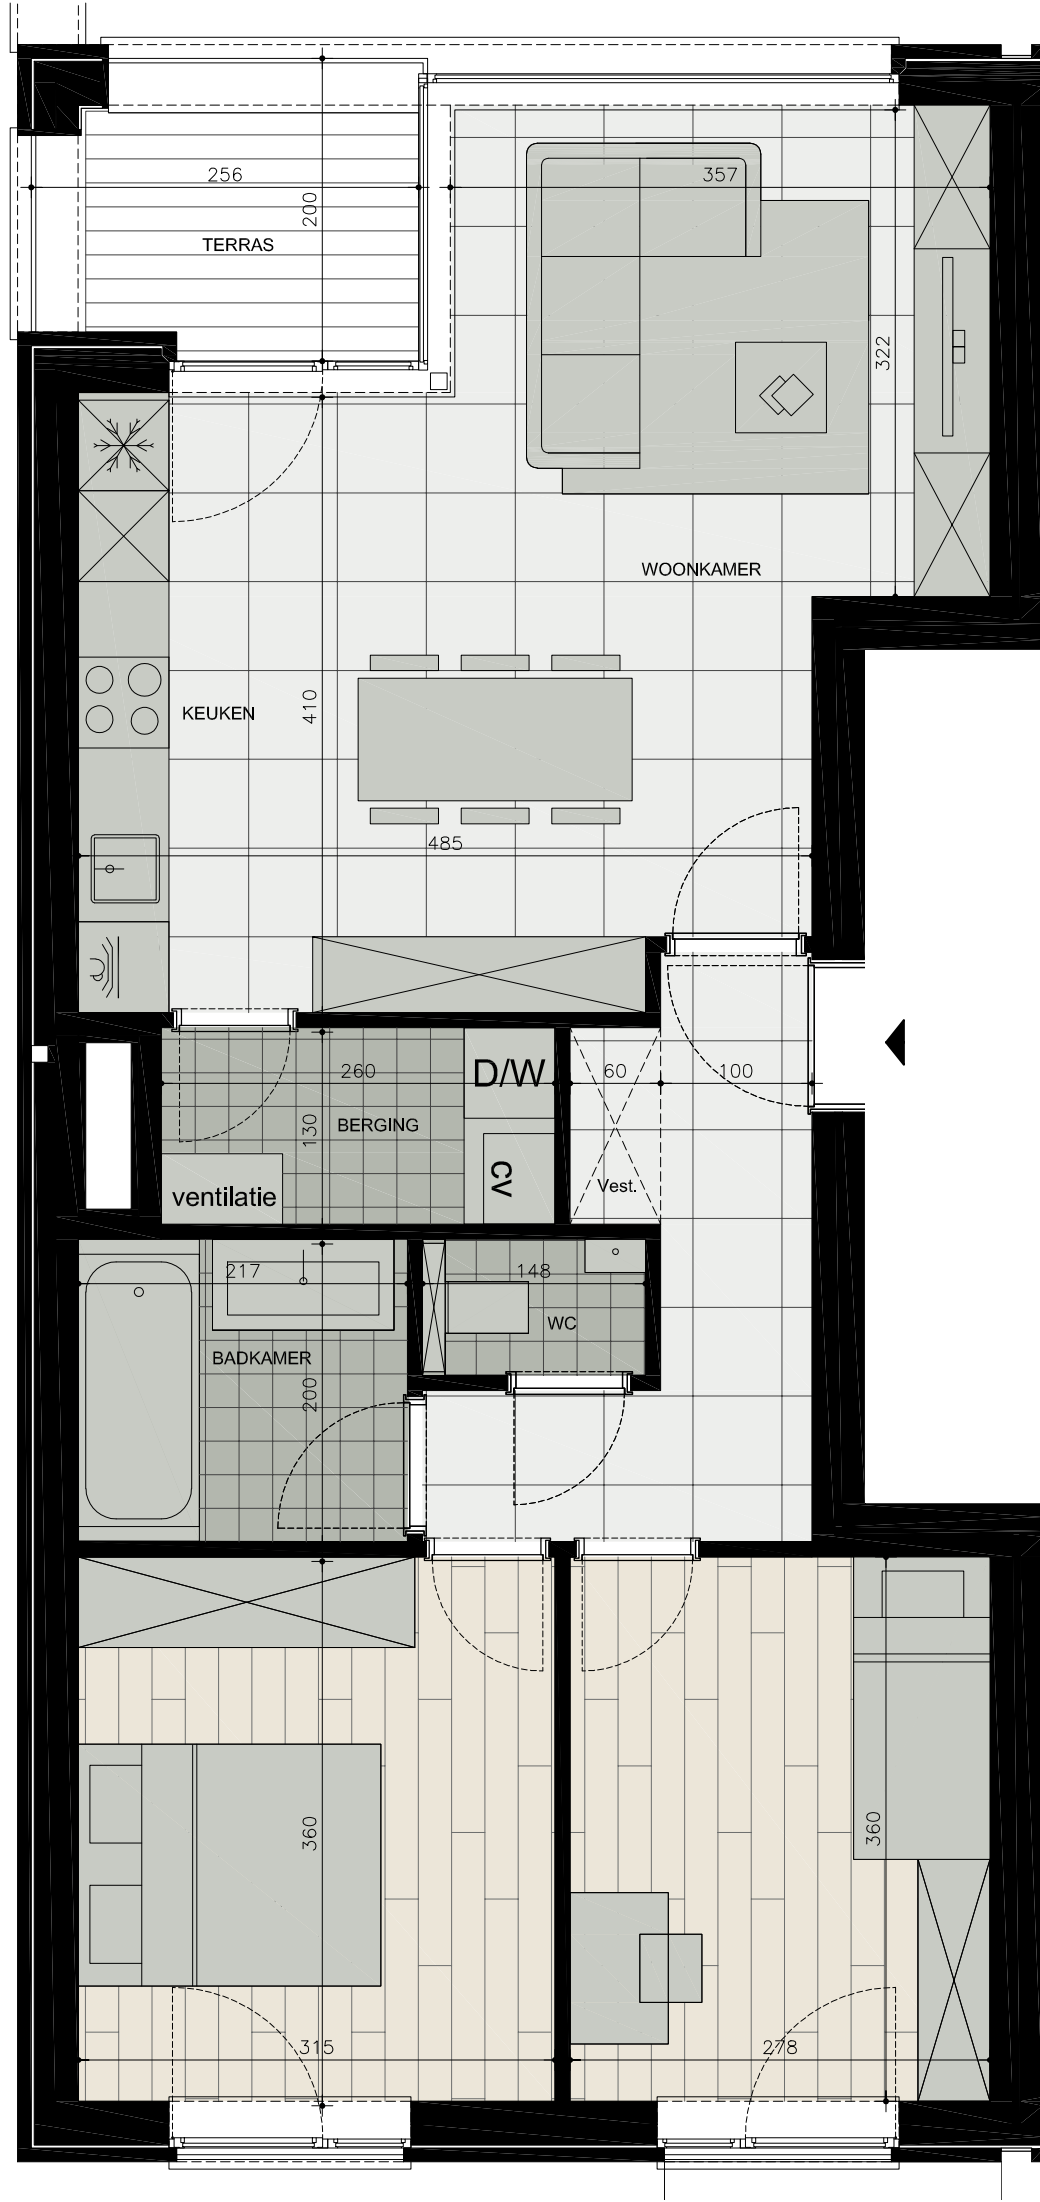 256
200
TERRAS
357
322
WOONKAMER
KEUKEN
410
485
D/W
260
60
100
130
BERGING
CV
Vest.
ventilatie
217
148
WC
BADKAMER
200
360
360
315
278